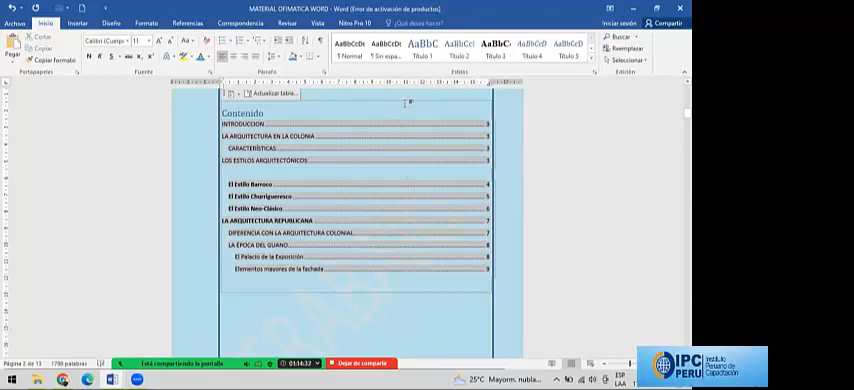 MATERIAL OFIMATICA WORD - Word (Error de activación de productos)
Iniciar sesión Compartir
Archivo Inicio Insertar Diseño Formato Referencias Correspondencia Revisar Vista Nitro Pro 10 ¿Qué desea hacer?
Pegar
Cortar
Copiar
Copiar formato
Calibri (Cuerpo 11
N K S
AaBbCcDc AaBbCcDc AaBbC AaBbCcl AaBbC AaBbCcD AaBbCcD
¶ Normal ¶ Sin espa... Título 1 Título 2 Título 3 Título 4 Título 5
Buscar
Reemplazar
Seleccionar
Portapapeles Fuente Párrafo Estilos Edición
Actualizar tabla...
Contenido
INTRODUCCION 3
LA ARQUITECTURA EN LA COLONIA 3
CARACTERÍSTICAS 3
LOS ESTILOS ARQUITECTÓNICOS 3
El Estilo Barroco 4
El Estilo Churrigueresco 5
El Estilo Neo-Clásico 6
LA ARQUITECTURA REPUBLICANA 7
DIFERENCIA CON LA ARQUITECTURA COLONIAL 7
LA ÉPOCA DEL GUANO 8
El Palacio de la Exposición 8
Elementos mayores de la fachada 9
Página 2 de 13 1798 palabras
Está compartiendo la pantalla 01:14:32 Dejar de compartir
25°C Mayorm. nubla...
ESP
LAA
IPC
PERU
Instituto
Peruano de
Capacitación